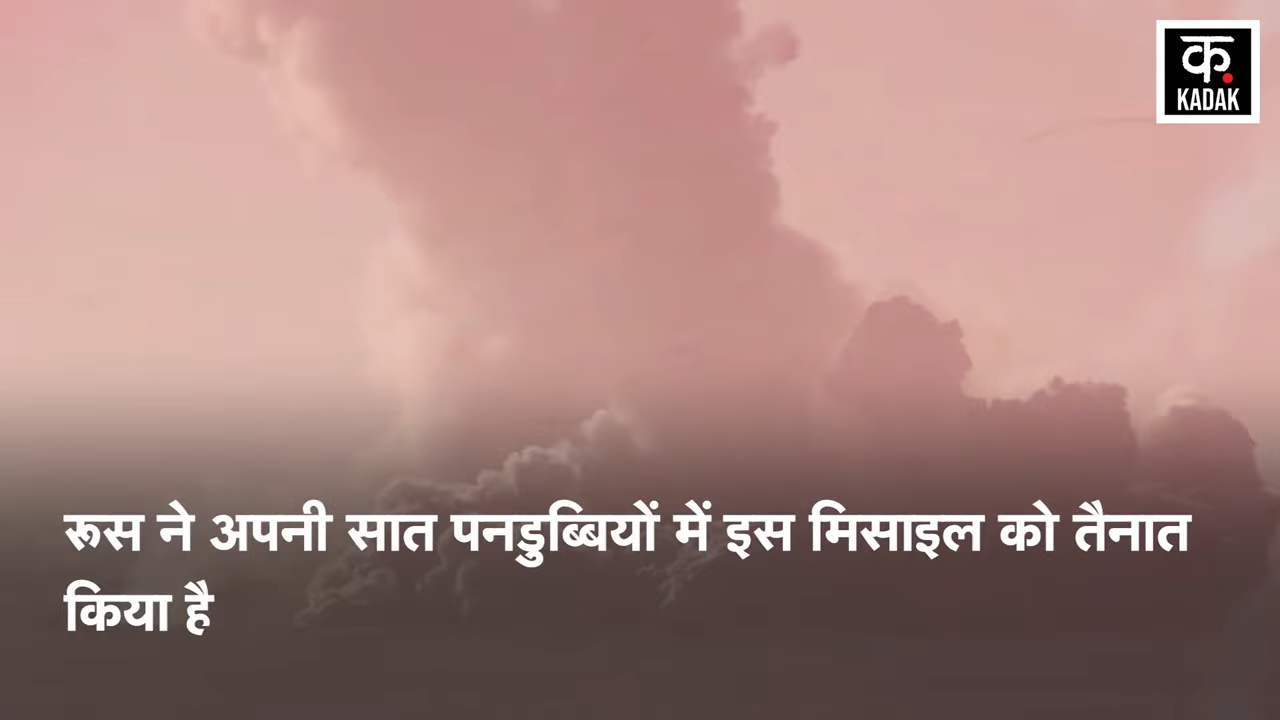 क.
KADAK
रूस ने अपनी सात पनडुब्बियों में इस मिसाइल को तैनात
किया है